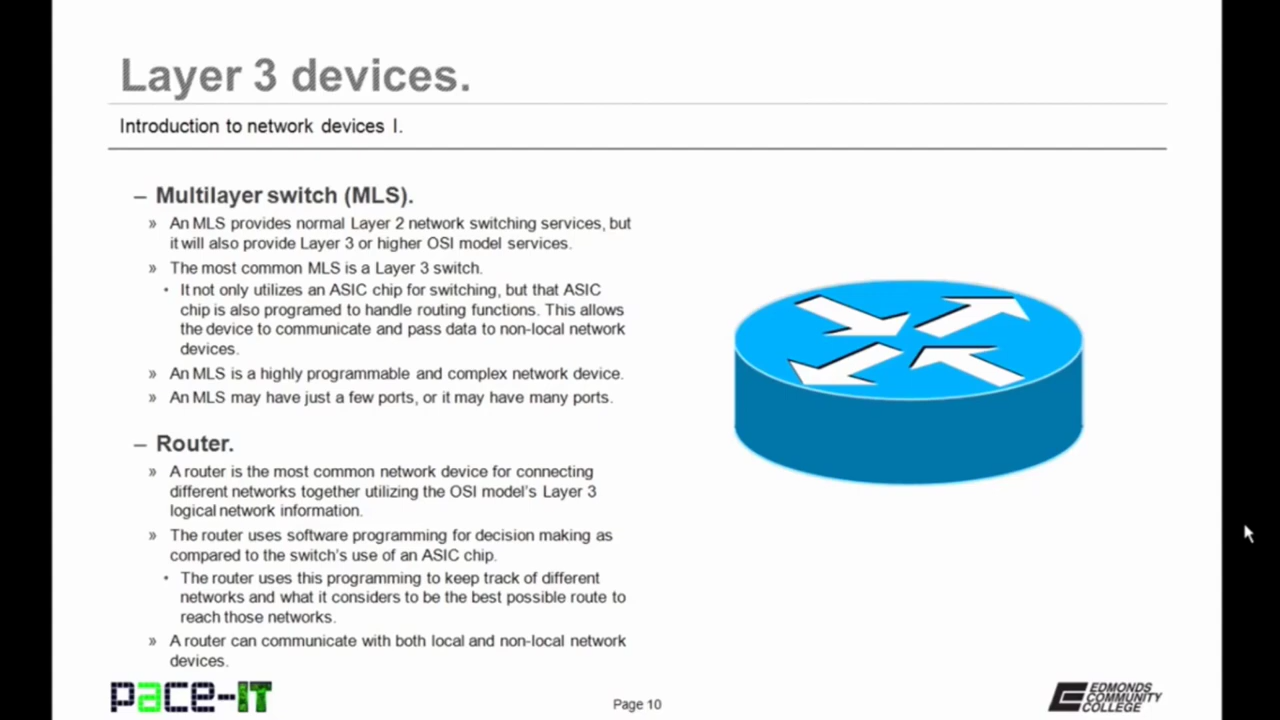 Layer 3 devices.
Introduction to network devices I.
– Multilayer switch (MLS).
» An MLS provides normal Layer 2 network switching services, but
it will also provide Layer 3 or higher OSI model services.
» The most common MLS is a Layer 3 switch.
• It not only utilizes an ASIC chip for switching, but that ASIC
chip is also programed to handle routing functions. This allows
the device to communicate and pass data to non-local network
devices.
» An MLS is a highly programmable and complex network device.
» An MLS may have just a few ports, or it may have many ports.
– Router.
» A router is the most common network device for connecting
different networks together utilizing the OSI model’s Layer 3
logical network information.
» The router uses software programming for decision making as
compared to the switch’s use of an ASIC chip.
• The router uses this programming to keep track of different
networks and what it considers to be the best possible route to
reach those networks.
» A router can communicate with both local and non-local network
devices.
pace-IT
Page 10
EDMONDS
COMMUNITY
COLLEGE